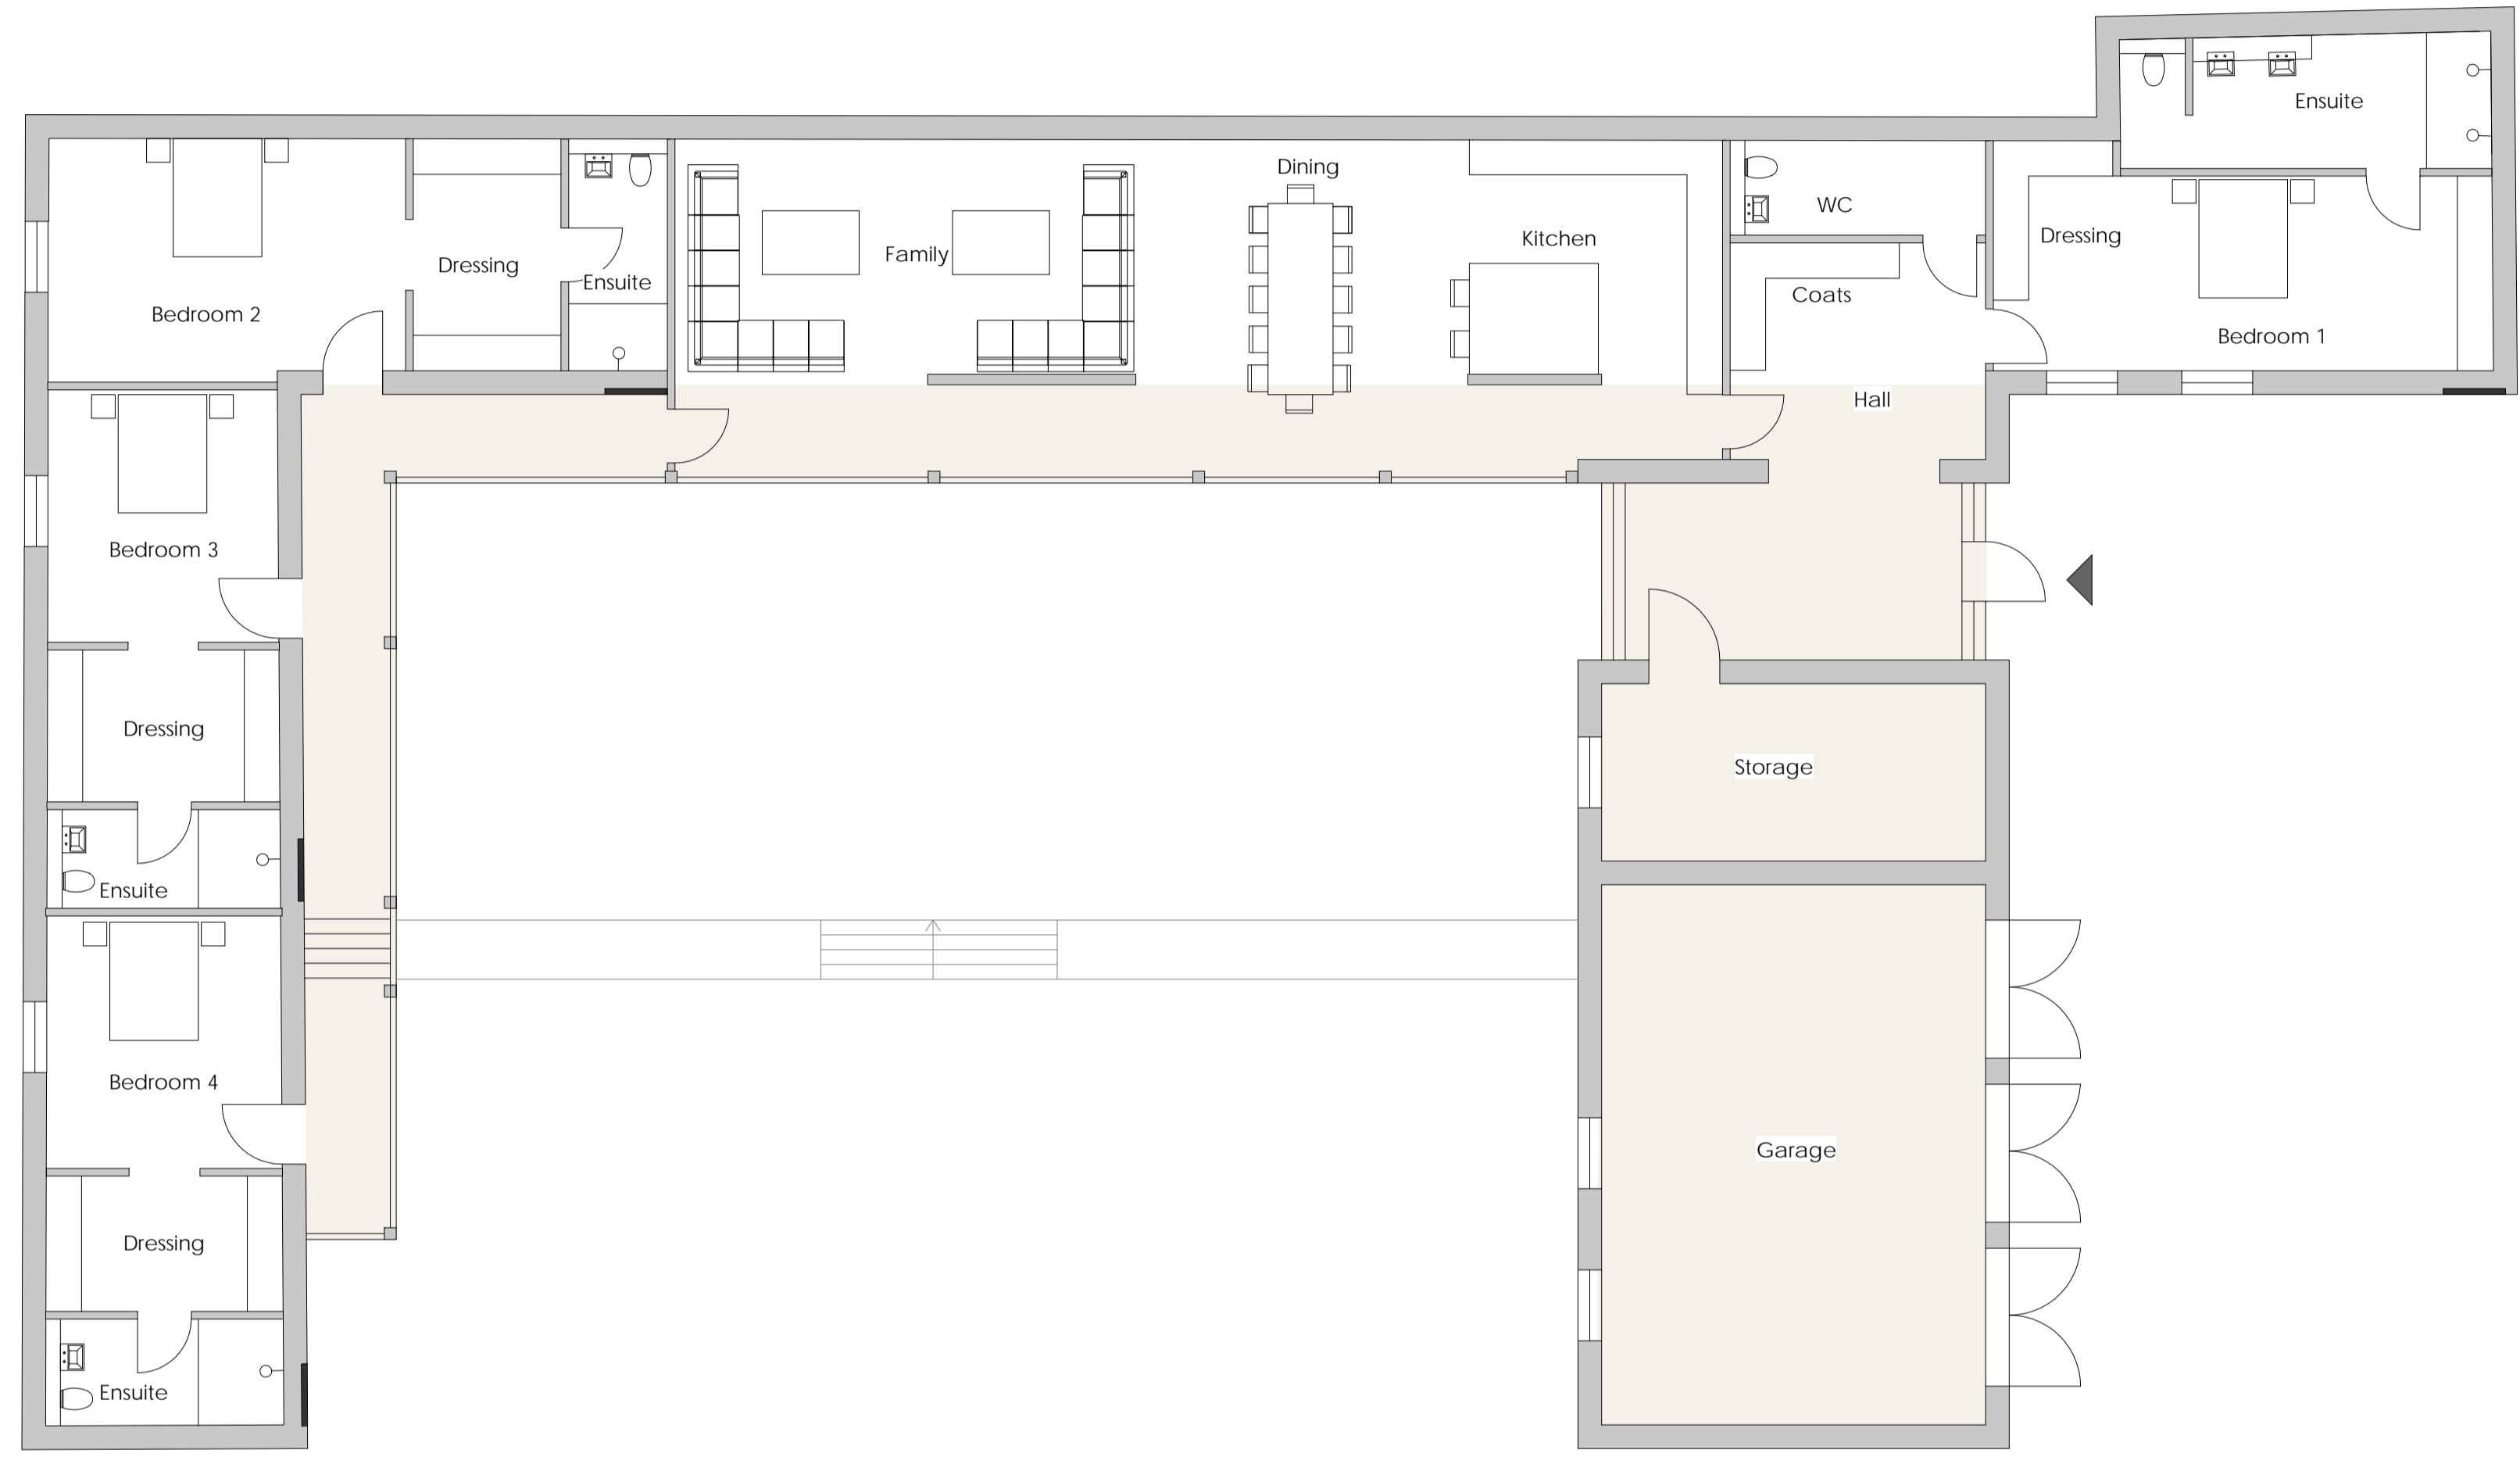 Ensuite
Dining
WC
Dressing
Kitchen
Family
Dressing
Ensuite
Coats
Bedroom 2
Bedroom 1
Hall
Bedroom 3
Dressing
Storage
Ensuite
Bedroom 4
Garage
Dressing
Ensuite